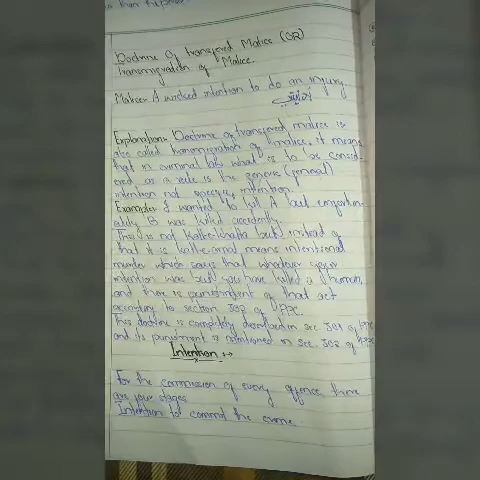 Doctrine of transfered Malice (OR)
Transmigration of Malice.
Malice:- A wicked intention to do an injury
Explanation:- Doctrine of transfered malice is
also called transmigration of malice, it means
that in criminal law what is to be consid-
ered as a rule is the generic (general)
intention not specific intention.
Example:- I wanted to kill A but unfortun-
ately B was killed accidently.
This is not Katl-e-khatta but instead of
that it is katl-e-amd means intentional
murder which says that whatever your
intention was but you have killed a human,
and there is punishment of that act
according to section 302 of PPC.
This doctrine is completely described in sec. 301 of PPC
and its punishment is mentioned in sec. 302 of PPC
Intention:-
For the commission of every offence there
are four stages
Intention to commit the crime.